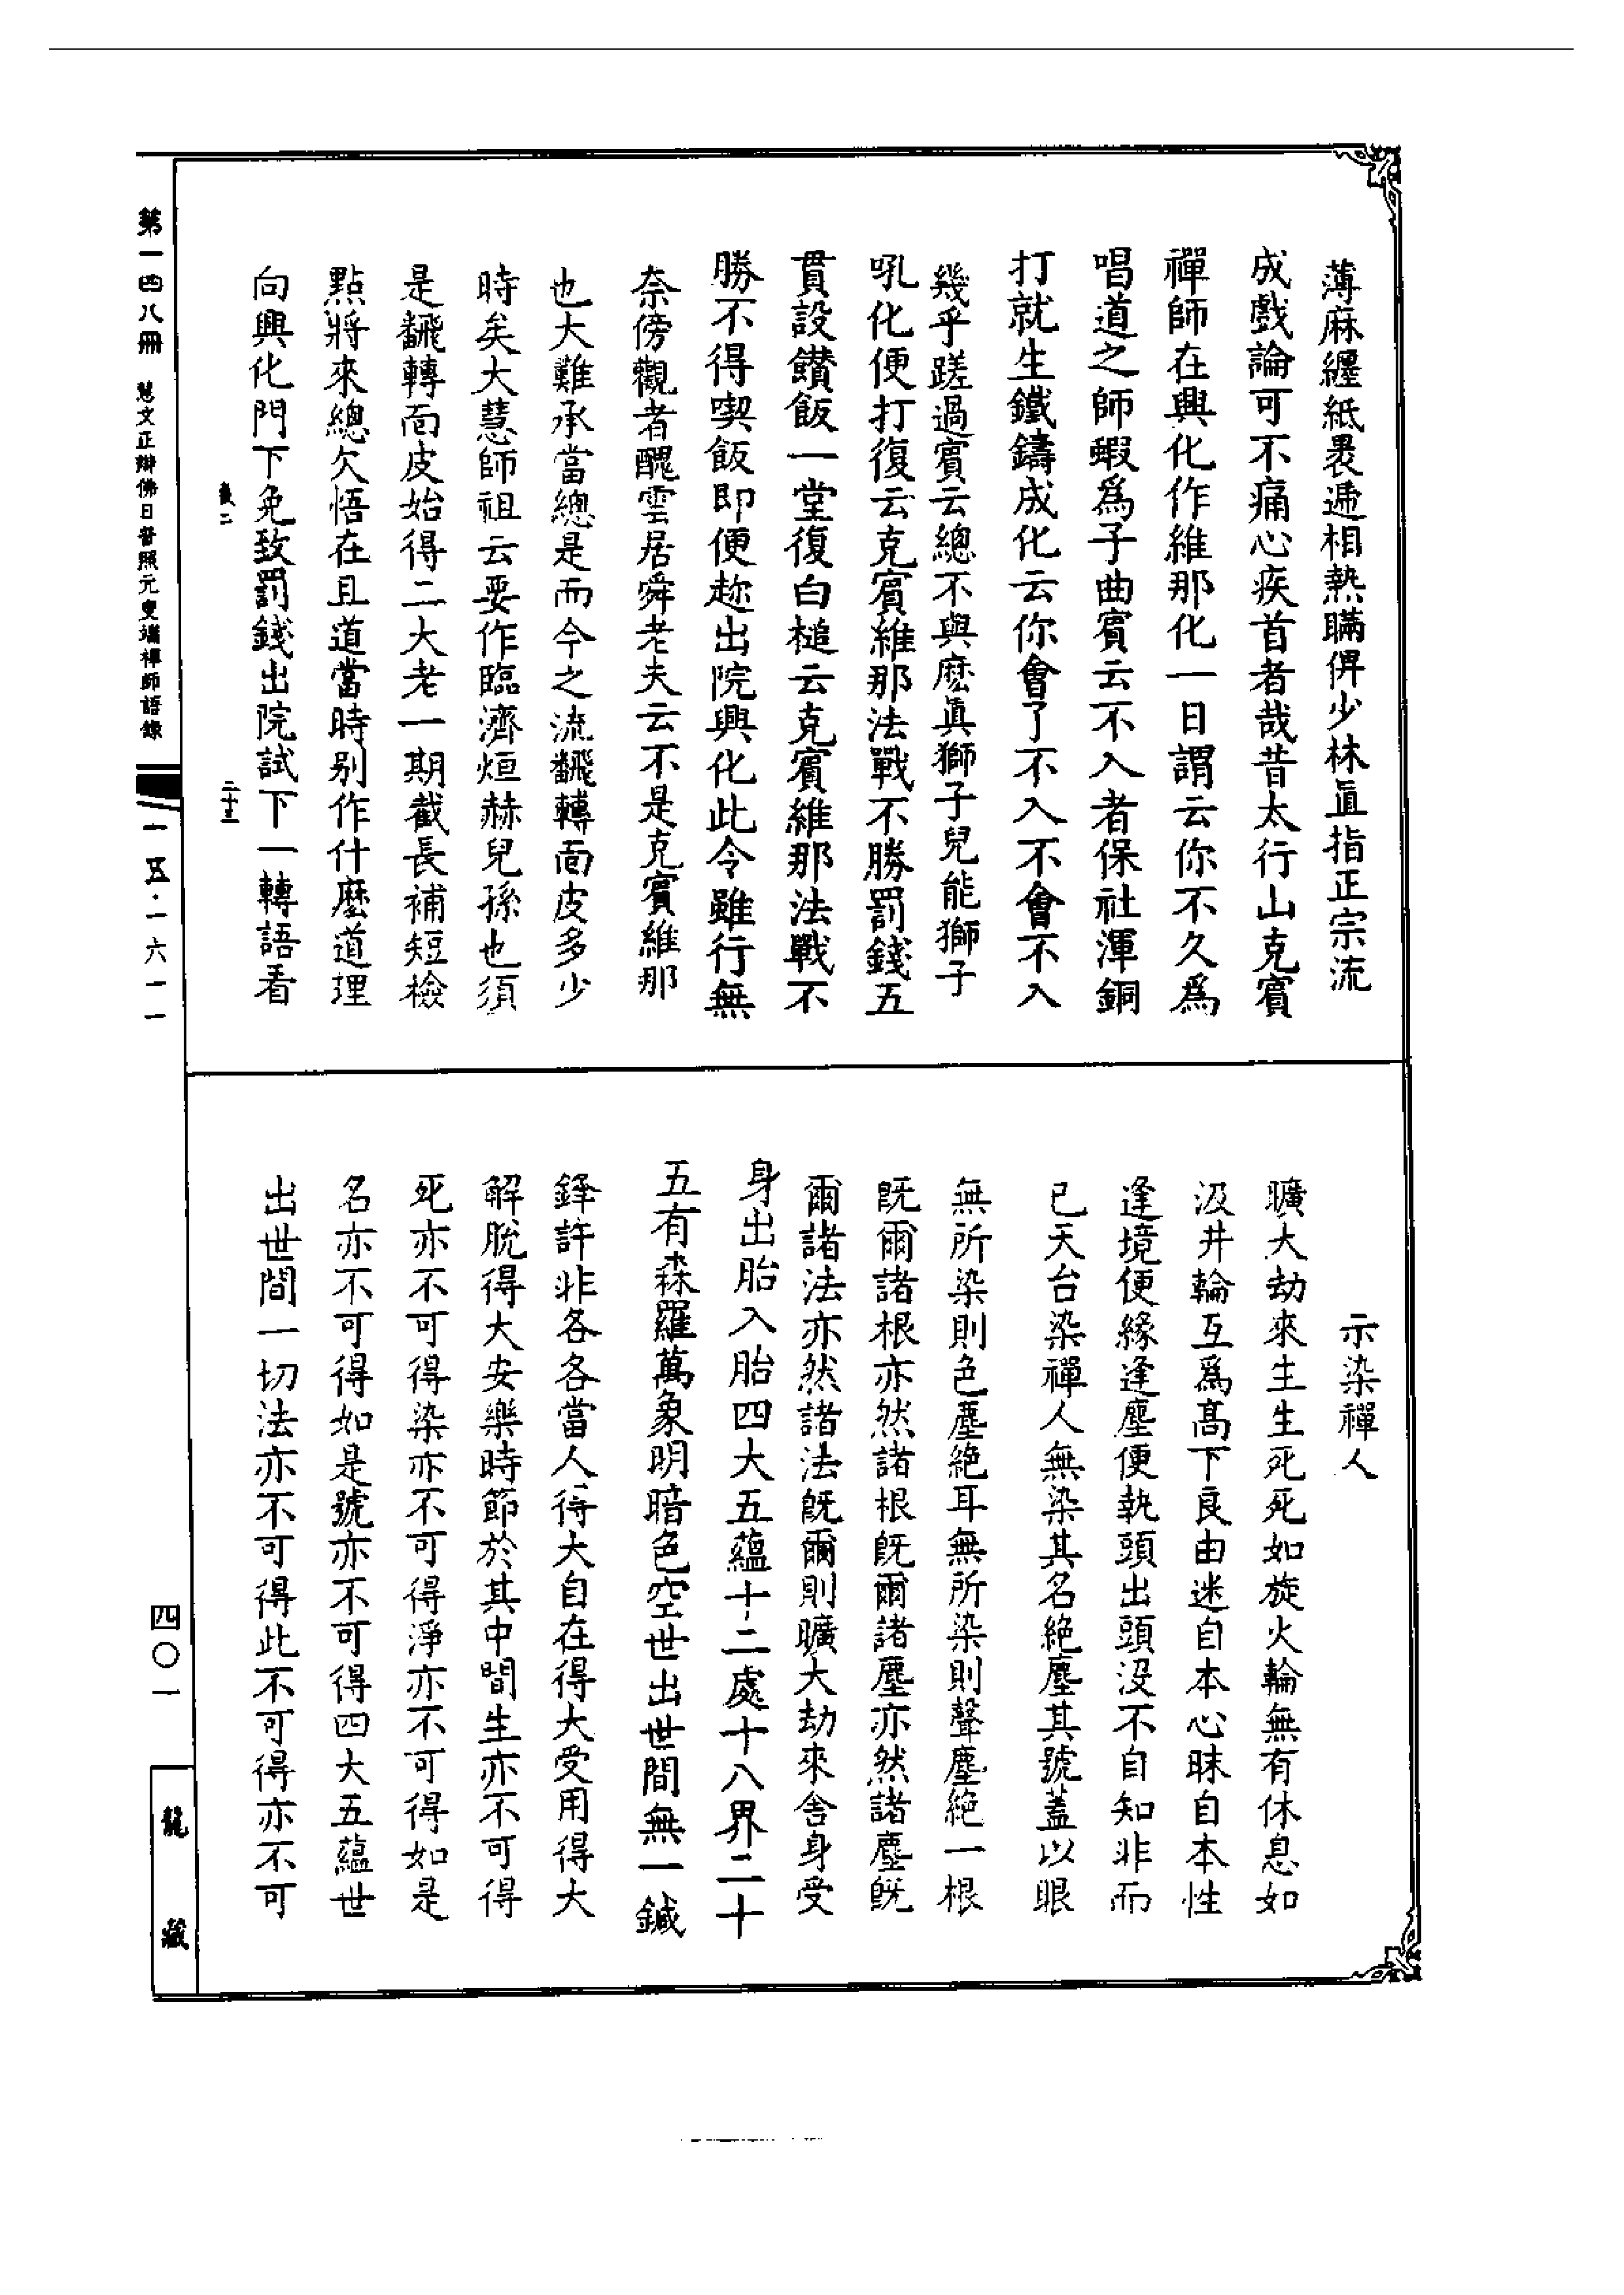 薄麻纏紙裹遞相熱瞞俾少林直指正宗流
成戲論可不痛心疾首者哉昔太行山克賓
禪師在興化作維那化一日謂云你不久爲
唱道之師蝦爲子曲賓云不入者保社渾銅
打就生鐵鑄成化云你會了不入不會不入
幾乎蹉過賓云總不與麽眞獅子兒能獅子
吼化便打復云克賓維那法戰不勝罰錢五
貫設饡飯一堂復白槌云克賓維那法戰不
勝不得喫飯即便趂出院興化此令雖行無
奈傍觀者醜雲居舜老夫云不是克賓維那
也大難承當總是而今之流飜轉面皮多少
時矣大慧師祖云要作臨濟烜赫兒孫也須
是飜轉面皮始得二大老一期截長補短檢
點將來總欠悟在且道當時別作什麼道理
向興化門下免致罰錢出院試下一轉語看
示染禪人
曠大劫來生生死死如旋火輪無有休息如
汲井輪互爲高下良由迷自本心昧自本性
逢境便緣逢塵便執頭出頭沒不自知非而
已天台染禪人無染其名絶塵其號蓋以眼
無所染則色塵絶耳無所染則聲塵絶一根
旣爾諸根亦然諸根旣爾諸塵亦然諸塵旣
爾諸法亦然諸法旣爾則曠大劫來舍身受
身出胎入胎四大五蘊十二處十八界二十
五有森羅萬象明暗色空世出世間無一鍼
鋒許非各各當人得大自在得大受用得大
解脫得大安樂時節於其中間生亦不可得
死亦不可得染亦不可得淨亦不可得如是
名亦不可得如是號亦不可得四大五蘊世
出世間一切法亦不可得此不可得亦不可
第一四八冊 慧文正辯佛日普照元叟端禪師語錄
一五·一六一一
四〇一
龍藏